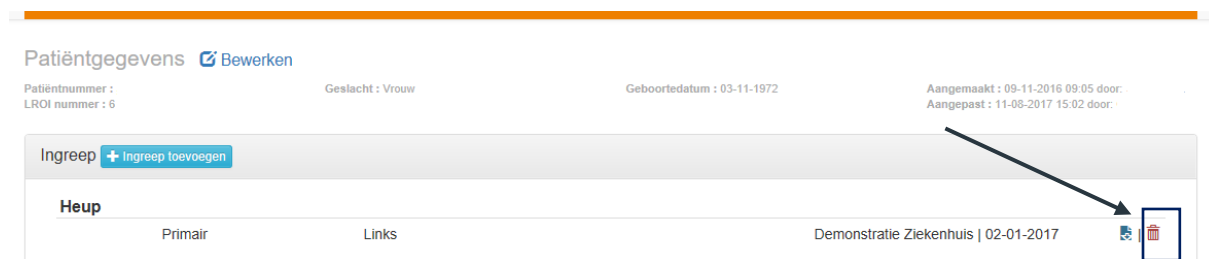 Patiëntgegevens Bewerken
Patiëntnummer : Geslacht : Vrouw Geboortedatum : 03-11-1972 Aangemaakt : 09-11-2016 09:05 door:
LROI nummer : 6 Aangepast : 11-08-2017 15:02 door:
Ingreep Ingreep toevoegen
Heup
Primair Links Demonstratie Ziekenhuis | 02-01-2017 |